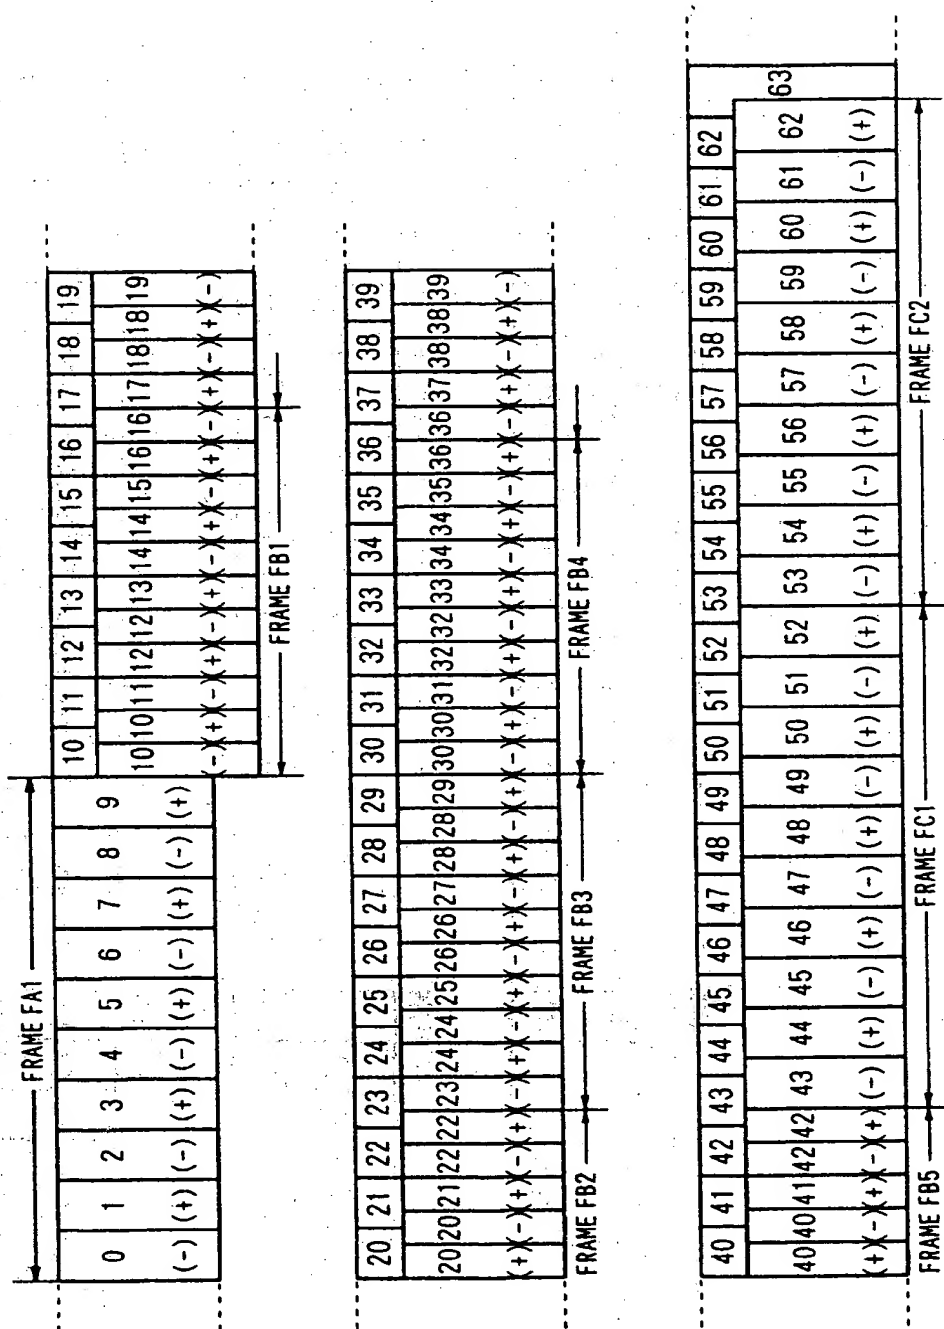 FRAME FA1
10 11 12 13 14 15 16 17 18 19
0 1 2 3 4 5 6 7 8 9 10 10 11 12 12 13 14 14 15 16 16 17 18 18 19
(-) (+) (-) (+) (-) (+) (-) (+) (-) (+) (-) (+) (-) (+) (-) (+) (-) (+) (-) (+) (-) (+) (-) (+) (-)
FRAME FB1
20 21 22 23 24 25 26 27 28 29 30 31 32 33 34 35 36 37 38 39
20 20 21 22 22 23 24 24 25 26 26 27 28 28 29 30 30 31 32 32 33 34 34 35 36 36 37 38 38 39
(+) (-) (+) (-) (+) (-) (+) (-) (+) (-) (+) (-) (+) (-) (+) (-) (+) (-) (+) (-) (+) (-) (+) (-) (+) (-) (+) (-) (+) (-)
FRAME FB2 FRAME FB3 FRAME FB4
40 41 42 43 44 45 46 47 48 49 50 51 52 53 54 55 56 57 58 59 60 61 62
40 40 41 42 42 43 44 45 46 47 48 49 50 51 52 53 54 55 56 57 58 59 60 61 62 63
(+) (-) (+) (-) (+) (-) (+) (-) (+) (-) (+) (-) (+) (-) (+) (-) (+) (-) (+) (-) (+) (-) (+) (-) (+)
FRAME FB5 FRAME FC1 FRAME FC2